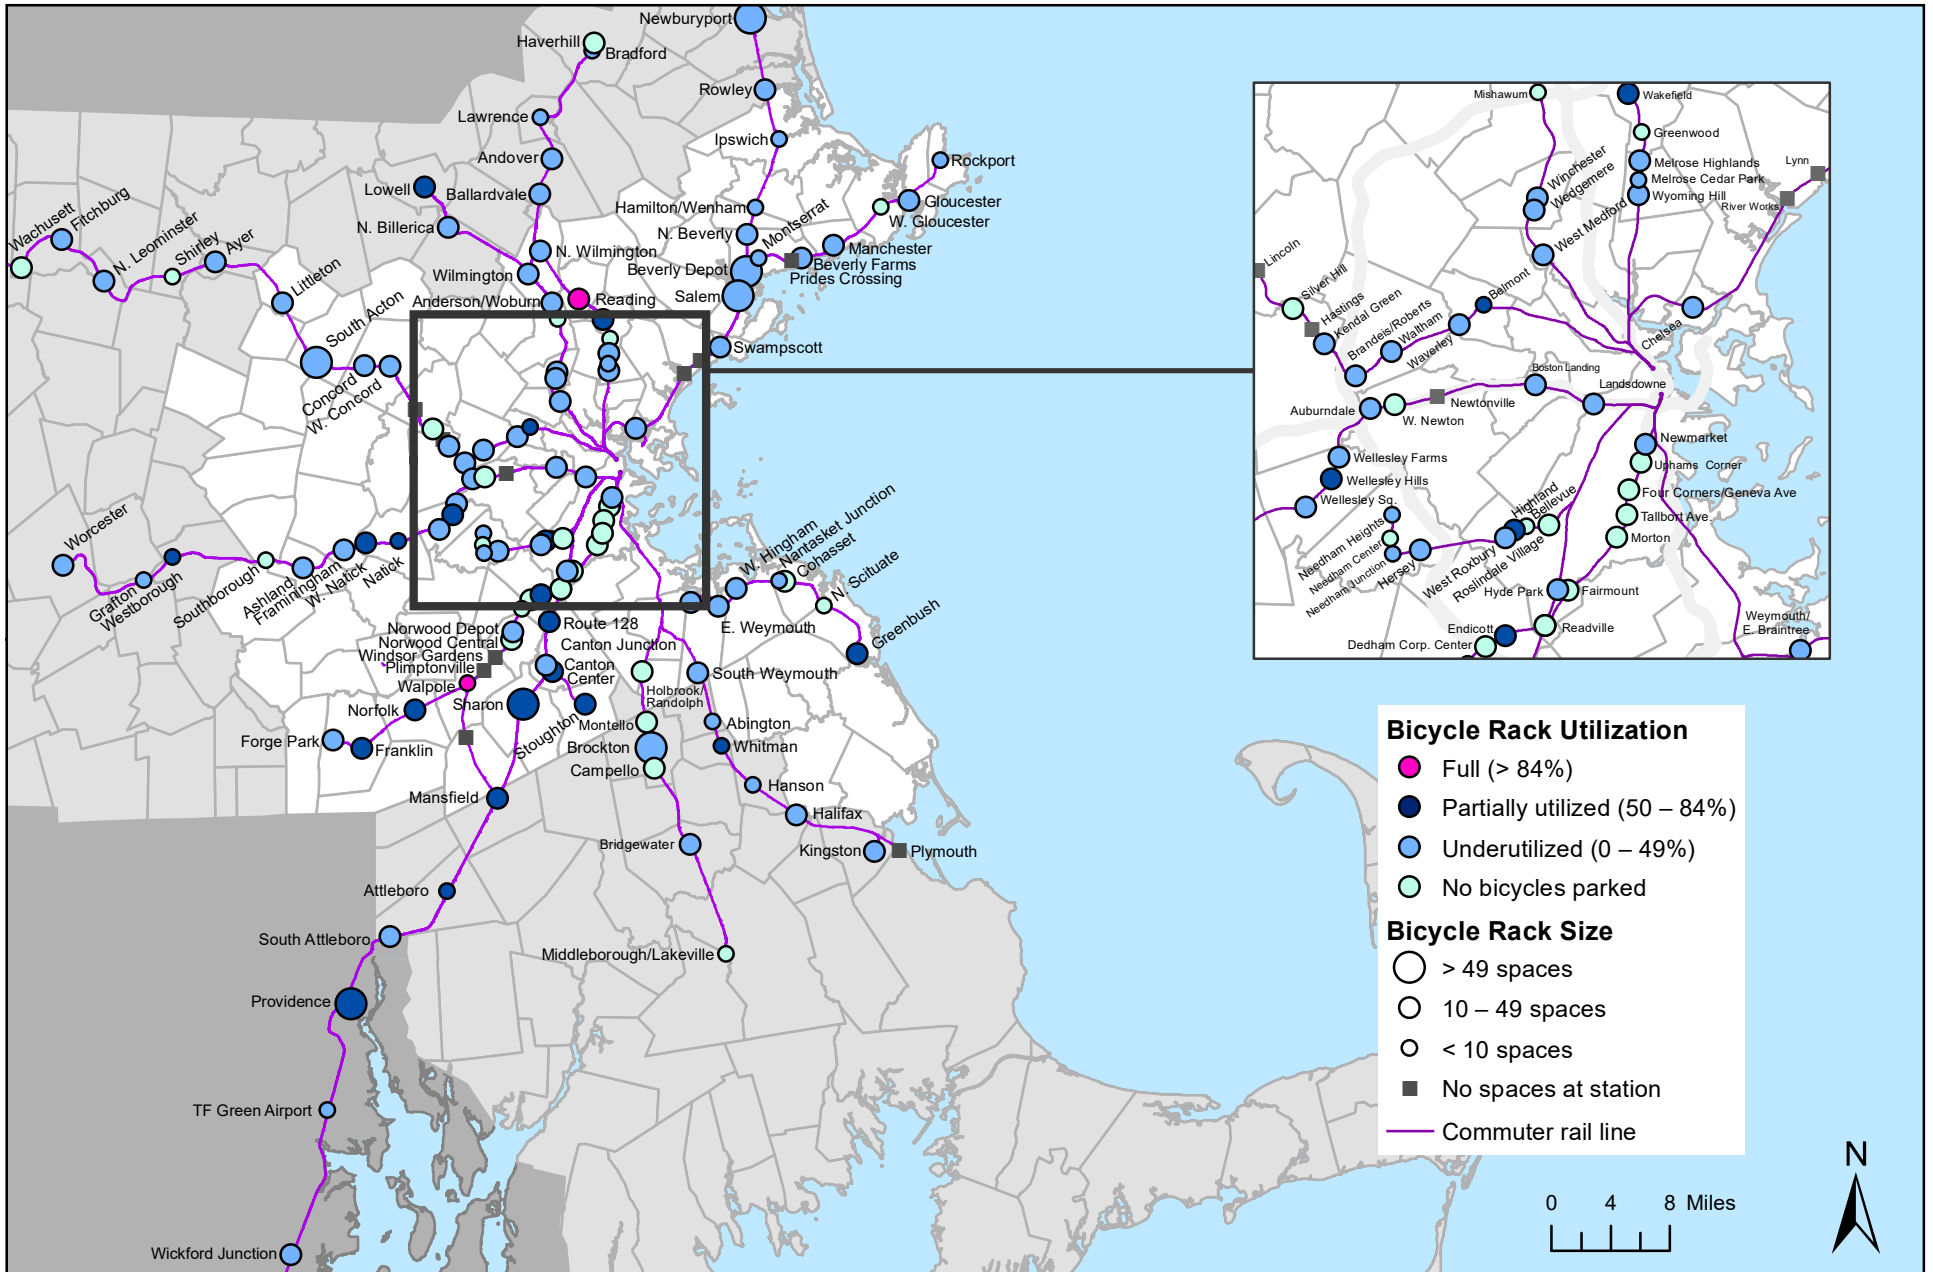 Newburyport
Haverhill
Bradford
Rowley
Lawrence
Ipswich
Andover
Rockport
Lowell
Ballardvale
Gloucester
Hamilton/Wenham
W. Gloucester
Montserrat
N. Billerica
N. Beverly
Manchester
Wachusett
Fitchburg
N. Leominster
Shirley
Ayer
N. Wilmington
Wilmington
Beverly Depot
Beverly Farms
Prides Crossing
Littleton
Anderson/Woburn
Reading
Salem
South Acton
Swampscott
Concord
W. Concord
Worcester
Grafton
Westborough
Southborough
Ashland
Framingham
W. Natick
Natick
W. Hingham
Nantasket Junction
Cohasset
N. Scituate
Greenbush
E. Weymouth
Norwood Depot
Norwood Central
Windsor Gardens
Plimptonville
Walpole
Route 128
Canton Junction
Canton
Center
South Weymouth
Holbrook/
Randolph
Norfolk
Sharon
Stoughton
Montello
Abington
Forge Park
Franklin
Brockton
Whitman
Campello
Mansfield
Hanson
Halifax
Bridgewater
Kingston
Plymouth
Attleboro
South Attleboro
Middleborough/Lakeville
Providence
TF Green Airport
Wickford Junction
Mishawum
Wakefield
Greenwood
Melrose Highlands
Melrose Cedar Park
Wyoming Hill
Lynn
River Works
Winchester
Wedgemere
West Medford
Lincoln
Silver Hill
Hastings
Kendal Green
Brandeis/Roberts
Waltham
Waverley
Belmont
Chelsea
Boston Landing
Landsdowne
Auburndale
W. Newton
Newtonville
Newmarket
Uphams Corner
Wellesley Farms
Wellesley Hills
Wellesley Sq.
Four Corners/Geneva Ave
Tallbort Ave.
Morton
Needham Heights
Needham Center
Needham Junction
Hersey
Highland
Bellevue
West Roxbury
Roslindale Village
Hyde Park
Fairmount
Endicott
Readville
Dedham Corp. Center
Weymouth/
E. Braintree
Bicycle Rack Utilization
Full (> 84%)
Partially utilized (50 – 84%)
Underutilized (0 – 49%)
No bicycles parked
Bicycle Rack Size
> 49 spaces
10 – 49 spaces
< 10 spaces
No spaces at station
Commuter rail line
N
0 4 8 Miles